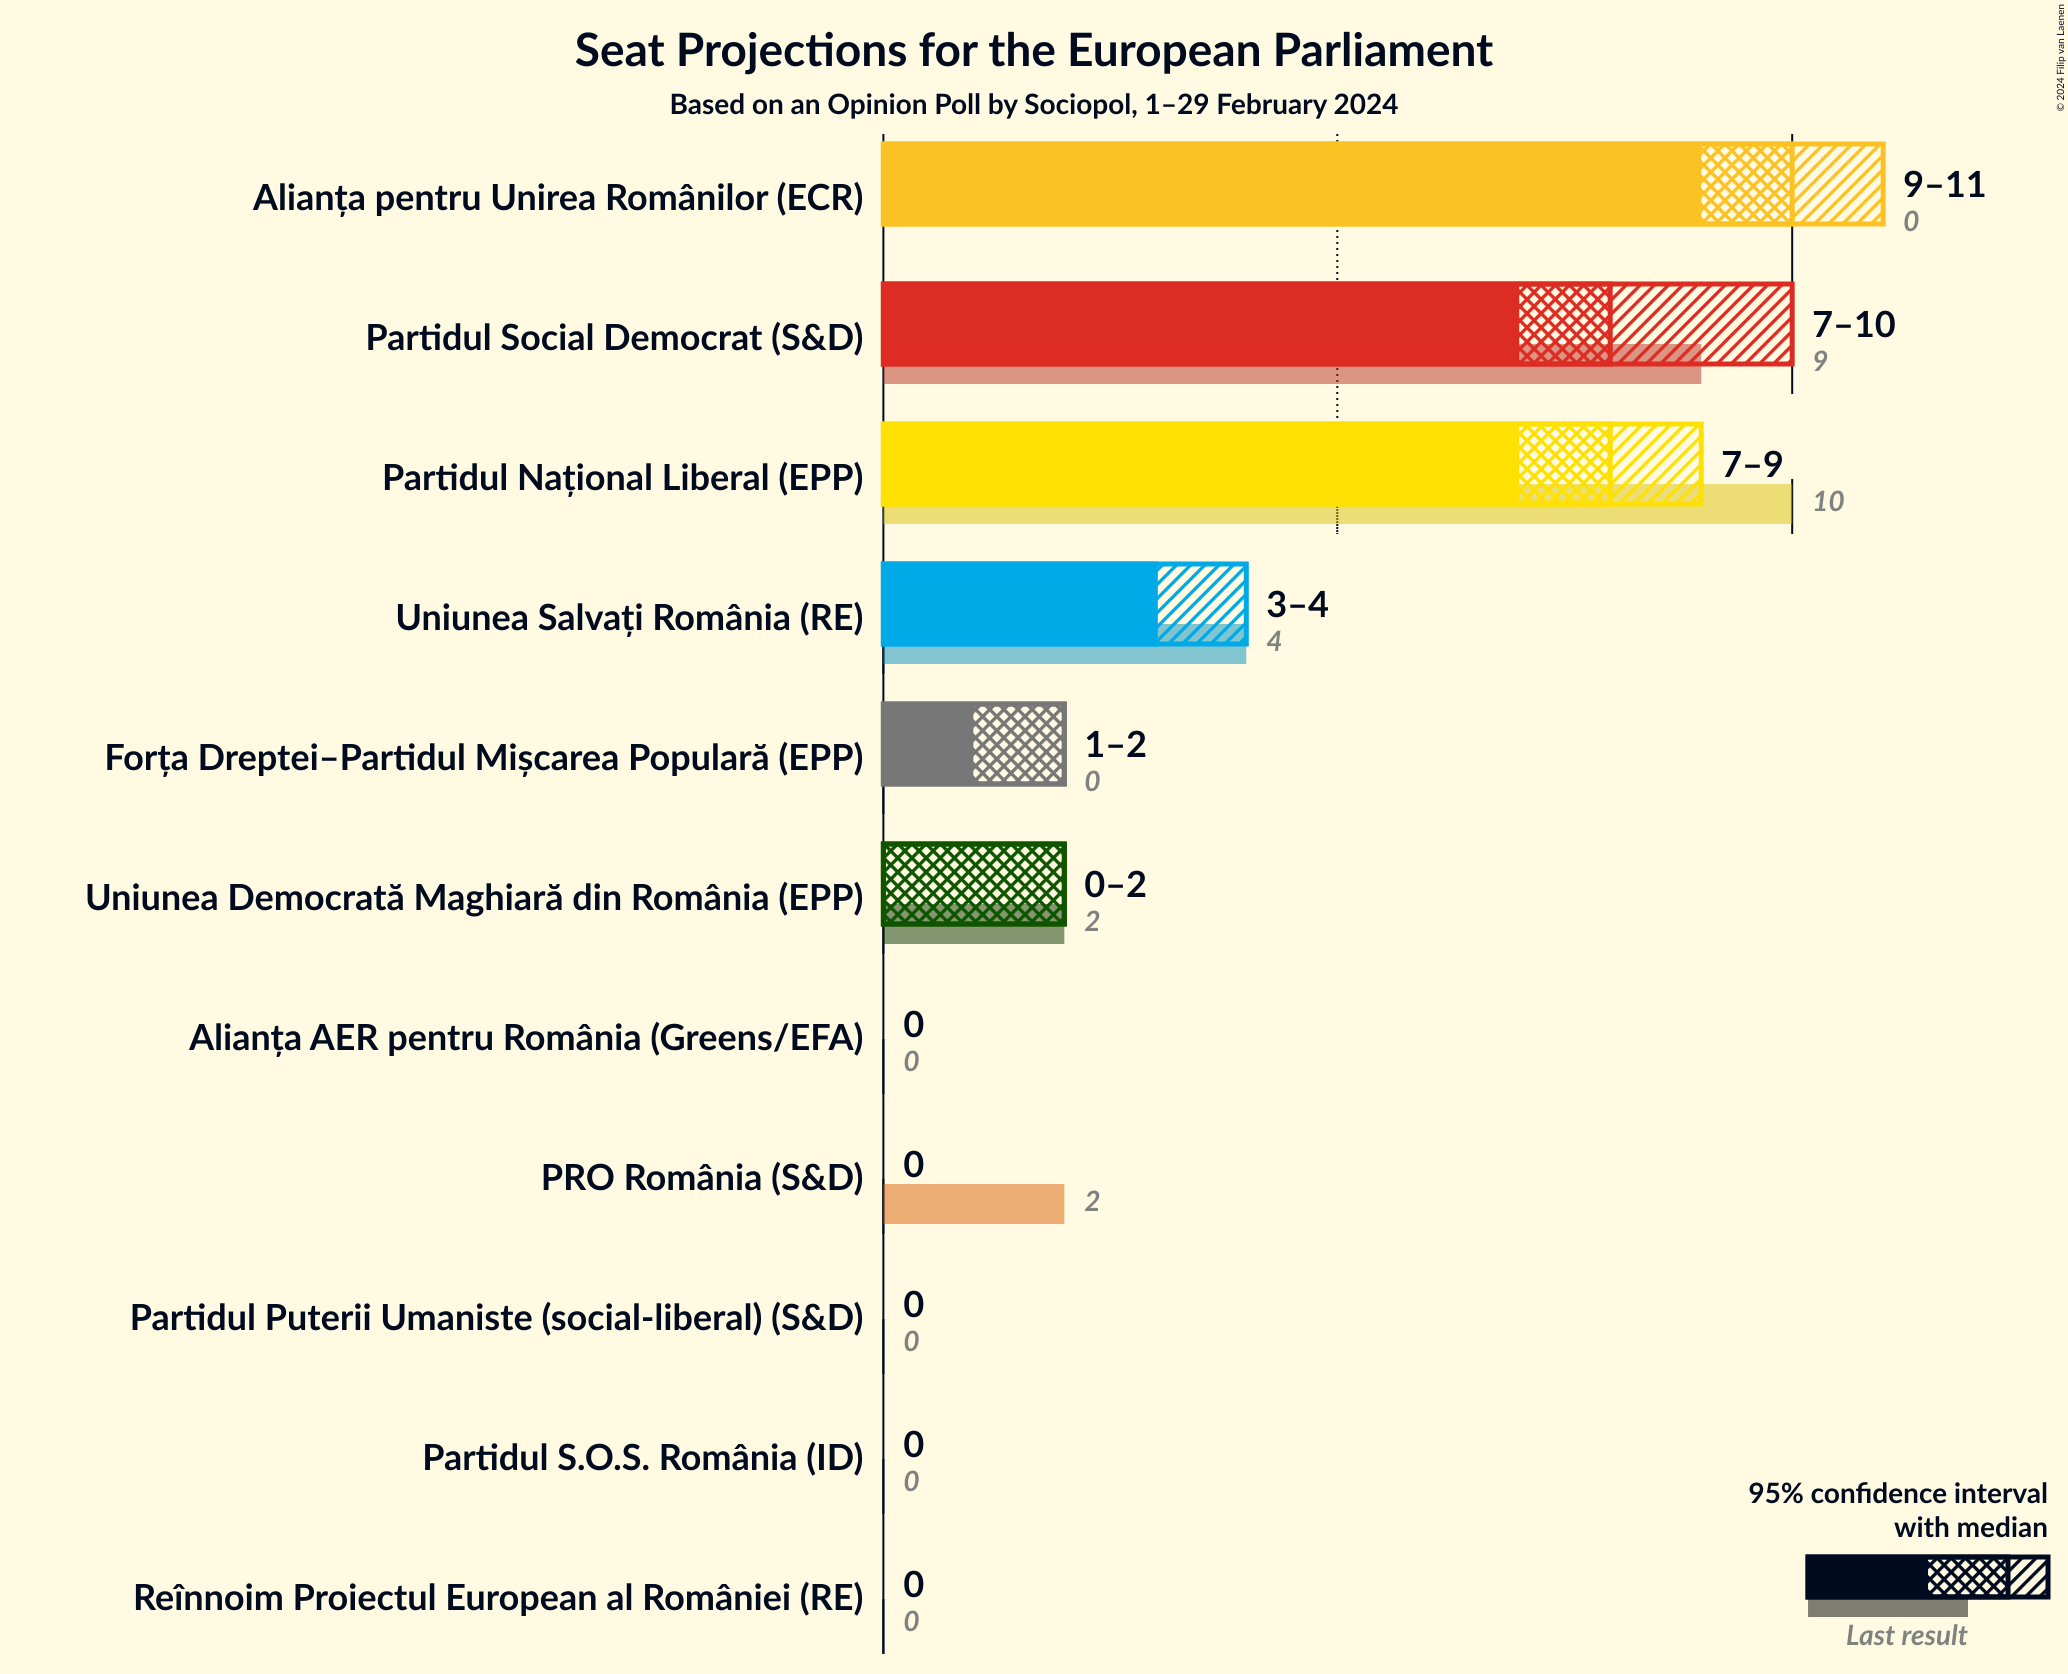 Seat Projections for the European Parliament
Based on an Opinion Poll by Sociopol, 1–29 February 2024
© 2024 Filip van Laenen
Alianța pentru Unirea Românilor (ECR)
9–11
0
Partidul Social Democrat (S&D)
7–10
9
Partidul Național Liberal (EPP)
7–9
10
Uniunea Salvați România (RE)
3–4
4
Forța Dreptei–Partidul Mișcarea Populară (EPP)
1–2
0
Uniunea Democrată Maghiară din România (EPP)
0–2
2
Alianța AER pentru România (Greens/EFA)
0
0
PRO România (S&D)
0
2
Partidul Puterii Umaniste (social-liberal) (S&D)
0
0
Partidul S.O.S. România (ID)
0
0
Reînnoim Proiectul European al României (RE)
0
0
95% confidence interval
with median
Last result